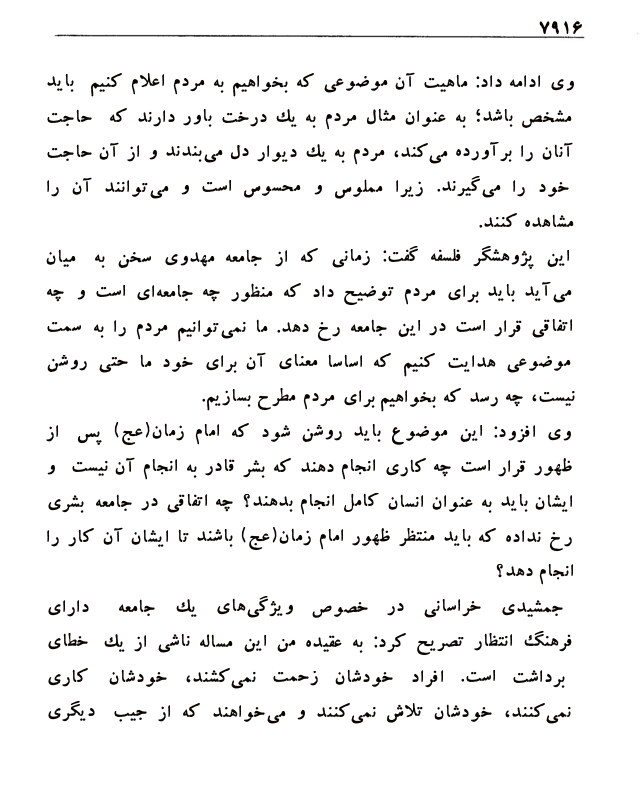 ۷۹۱۶
وی ادامه داد: ماهیت آن موضوعی که بخواهیم به مردم اعلام کنیم باید
مشخص باشد؛ به عنوان مثال مردم به یك درخت باور دارند که حاجت
آنان را برآورده می‌کند، مردم به یك دیوار دل می‌بندند و از آن حاجت
خود را می‌گیرند. زیرا مملوس و محسوس است و می‌توانند آن را
مشاهده کنند.
این پژوهشگر فلسفه گفت: زمانی که از جامعه مهدوی سخن به میان
می‌آید باید برای مردم توضیح داد که منظور چه جامعه‌ای است و چه
اتفاقی قرار است در این جامعه رخ دهد. ما نمی‌توانیم مردم را به سمت
موضوعی هدایت کنیم که اساسا معنای آن برای خود ما حتی روشن
نیست، چه رسد که بخواهیم برای مردم مطرح بسازیم.
وی افزود: این موضوع باید روشن شود که امام زمان(عج) پس از
ظهور قرار است چه کاری انجام دهند که بشر قادر به انجام آن نیست و
ایشان باید به عنوان انسان کامل انجام بدهند؟ چه اتفاقی در جامعه بشری
رخ نداده که باید منتظر ظهور امام زمان(عج) باشند تا ایشان آن کار را
انجام دهد؟
جمشیدی خراسانی در خصوص ویژگی‌های یك جامعه دارای
فرهنگ انتظار تصریح کرد: به عقیده من این مساله ناشی از یك خطای
برداشت است. افراد خودشان زحمت نمی‌کشند، خودشان کاری
نمی‌کنند، خودشان تلاش نمی‌کنند و می‌خواهند که از جیب دیگری